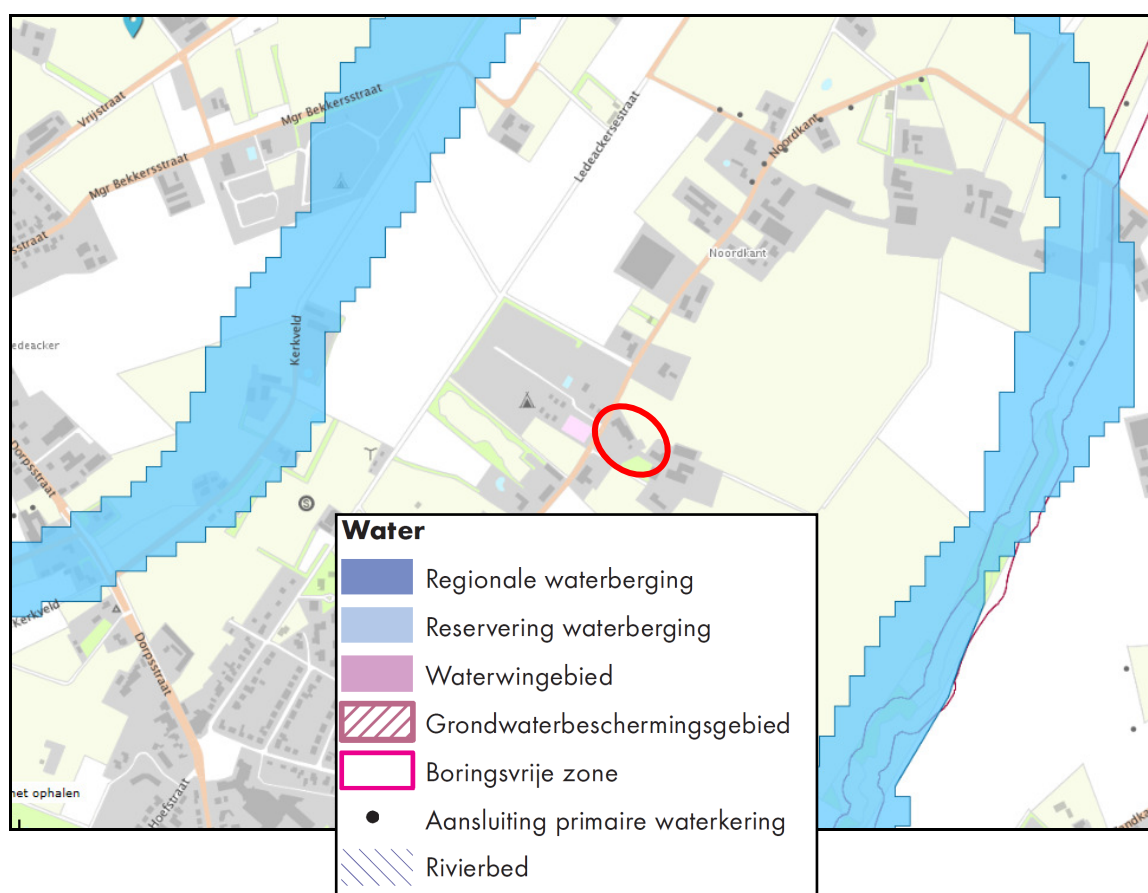 Vrijstraat
Mgr Bekkersstraat
Mgr Bekkersstraat
sstraat
Ledeackersestraat
Noordkant
Noordkant
edeacker
Kerkveld
Dorpsstraat
S
Kerkveld
Dorpsstraat
Hoefstraat
net ophalen
Water
Regionale waterberging
Reservering waterberging
Waterwingebied
Grondwaterbeschermingsgebied
Boringsvrije zone
Aansluiting primaire waterkering
Rivierbed